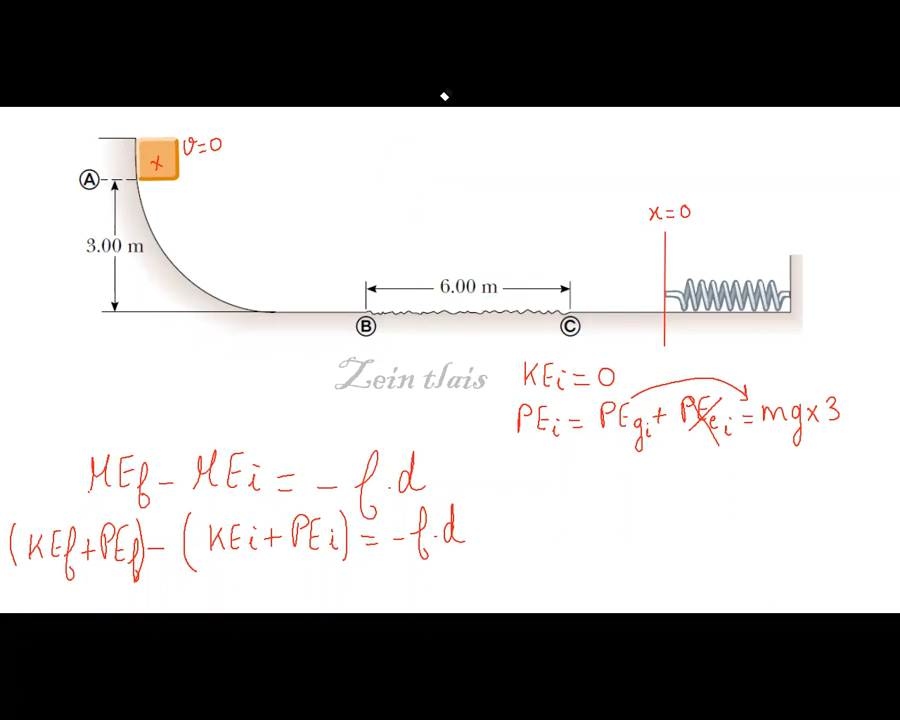 x v=0
A
3.00 m
x=0
6.00 m
B C
Zein tlais
KEi = 0
PEi = PEgi + PEei = mg×3
MEf - MEi = -f.d
(KEf+PEf) - (KEi+PEi) = -f.d